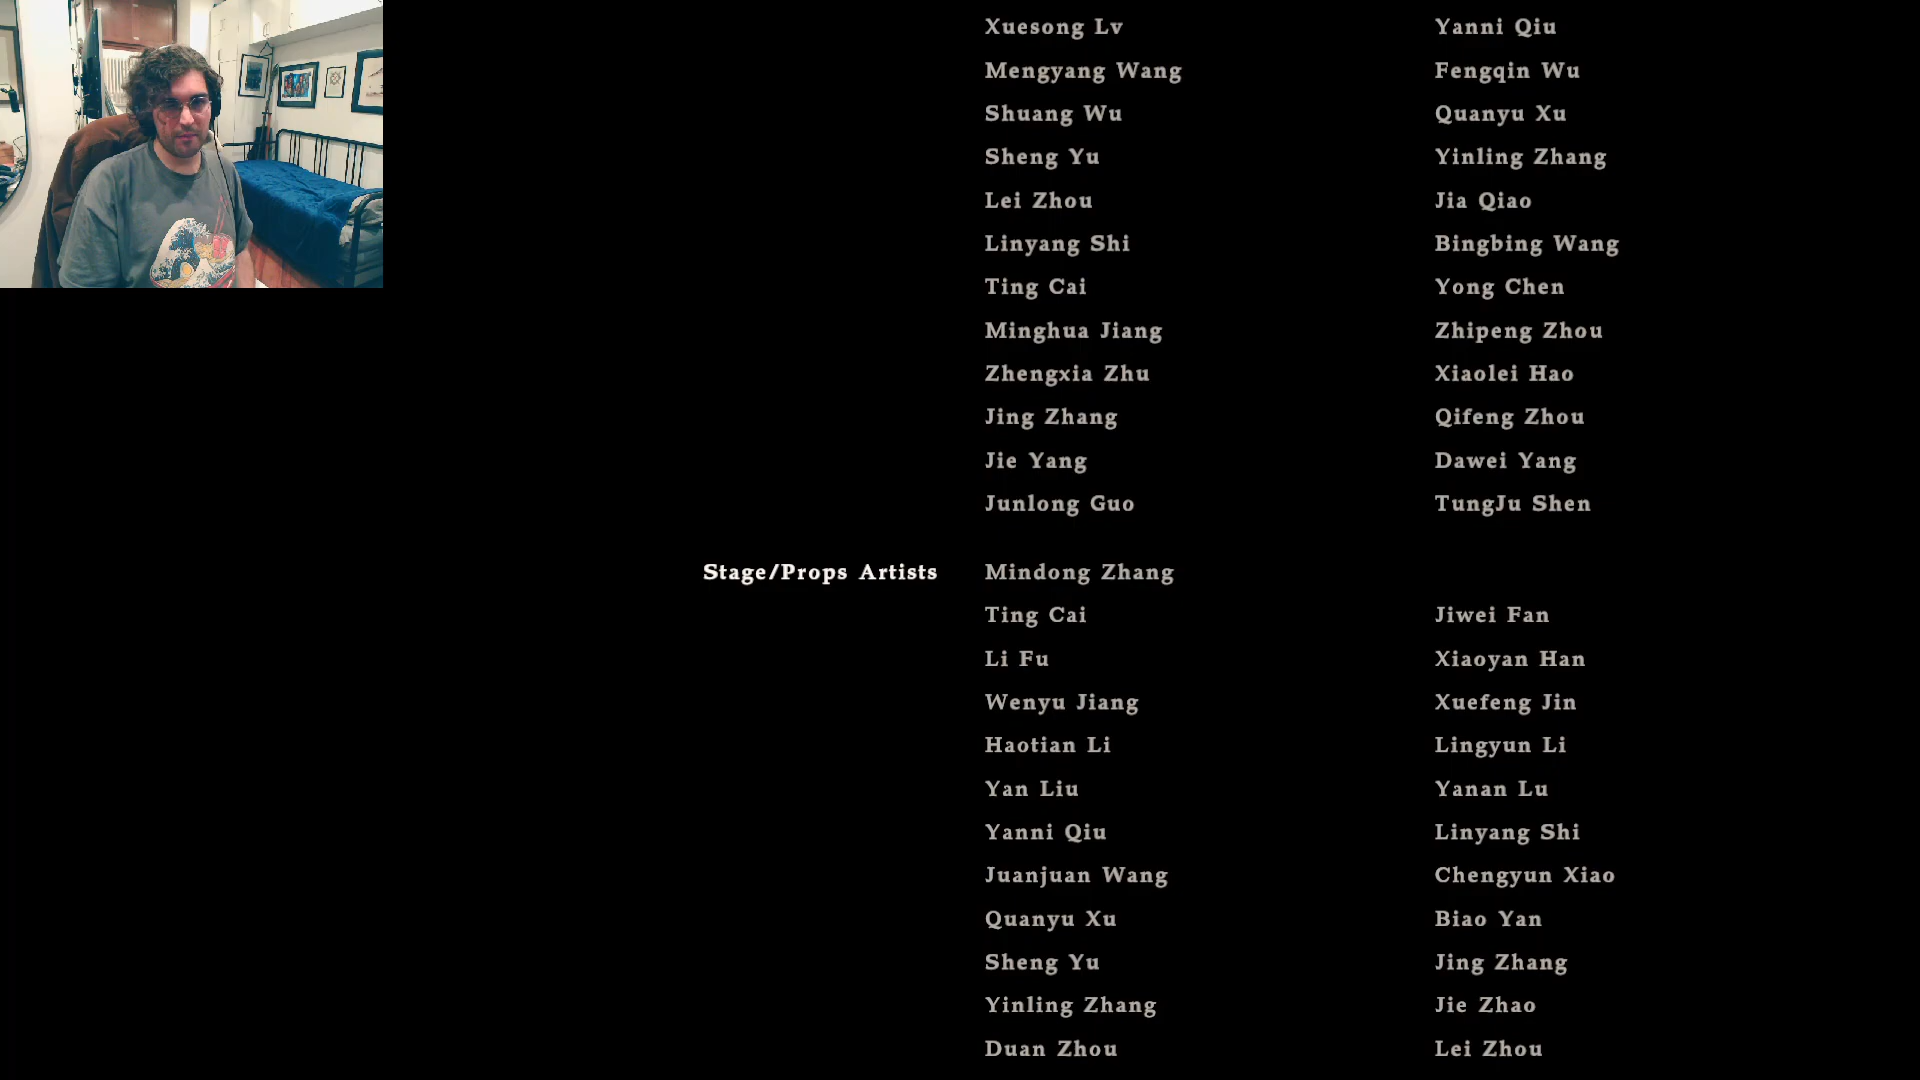 Xuesong Lv Yanni Qiu
Mengyang Wang Fengqin Wu
Shuang Wu Quanyu Xu
Sheng Yu Yinling Zhang
Lei Zhou Jia Qiao
Linyang Shi Bingbing Wang
Ting Cai Yong Chen
Minghua Jiang Zhipeng Zhou
Zhengxia Zhu Xiaolei Hao
Jing Zhang Qifeng Zhou
Jie Yang Dawei Yang
Junlong Guo TungJu Shen
Stage/Props Artists Mindong Zhang
Ting Cai Jiwei Fan
Li Fu Xiaoyan Han
Wenyu Jiang Xuefeng Jin
Haotian Li Lingyun Li
Yan Liu Yanan Lu
Yanni Qiu Linyang Shi
Juanjuan Wang Chengyun Xiao
Quanyu Xu Biao Yan
Sheng Yu Jing Zhang
Yinling Zhang Jie Zhao
Duan Zhou Lei Zhou